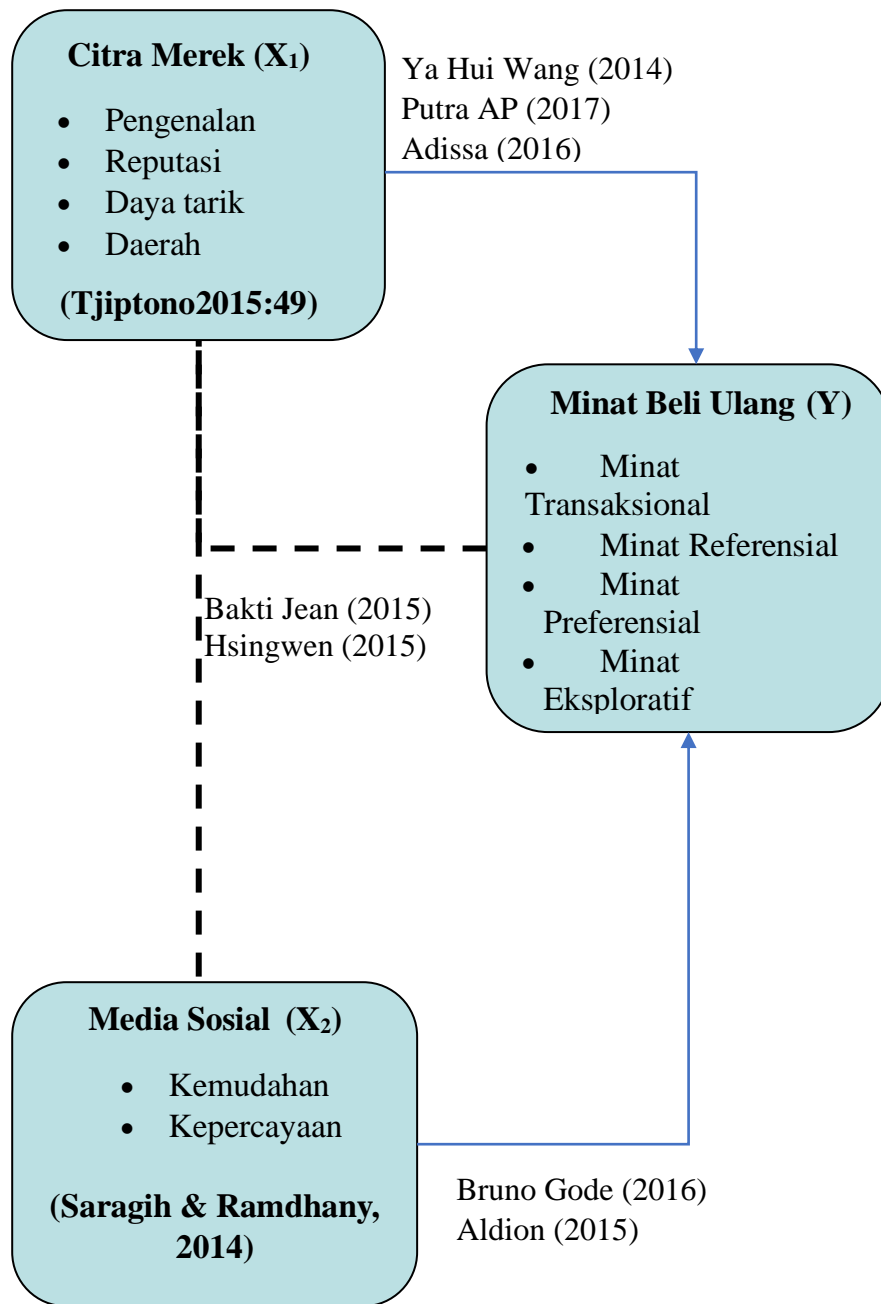 Citra Merek (X₁)
• Pengenalan
• Reputasi
• Daya tarik
• Daerah
(Tjiptono2015:49)
Ya Hui Wang (2014)
Putra AP (2017)
Adissa (2016)
Minat Beli Ulang (Y)
• Minat
Transaksional
• Minat Referensial
• Minat
Preferensial
• Minat
Eksploratif
Bakti Jean (2015)
Hsingwen (2015)
Media Sosial (X₂)
• Kemudahan
• Kepercayaan
(Saragih & Ramdhany,
2014)
Bruno Gode (2016)
Aldion (2015)